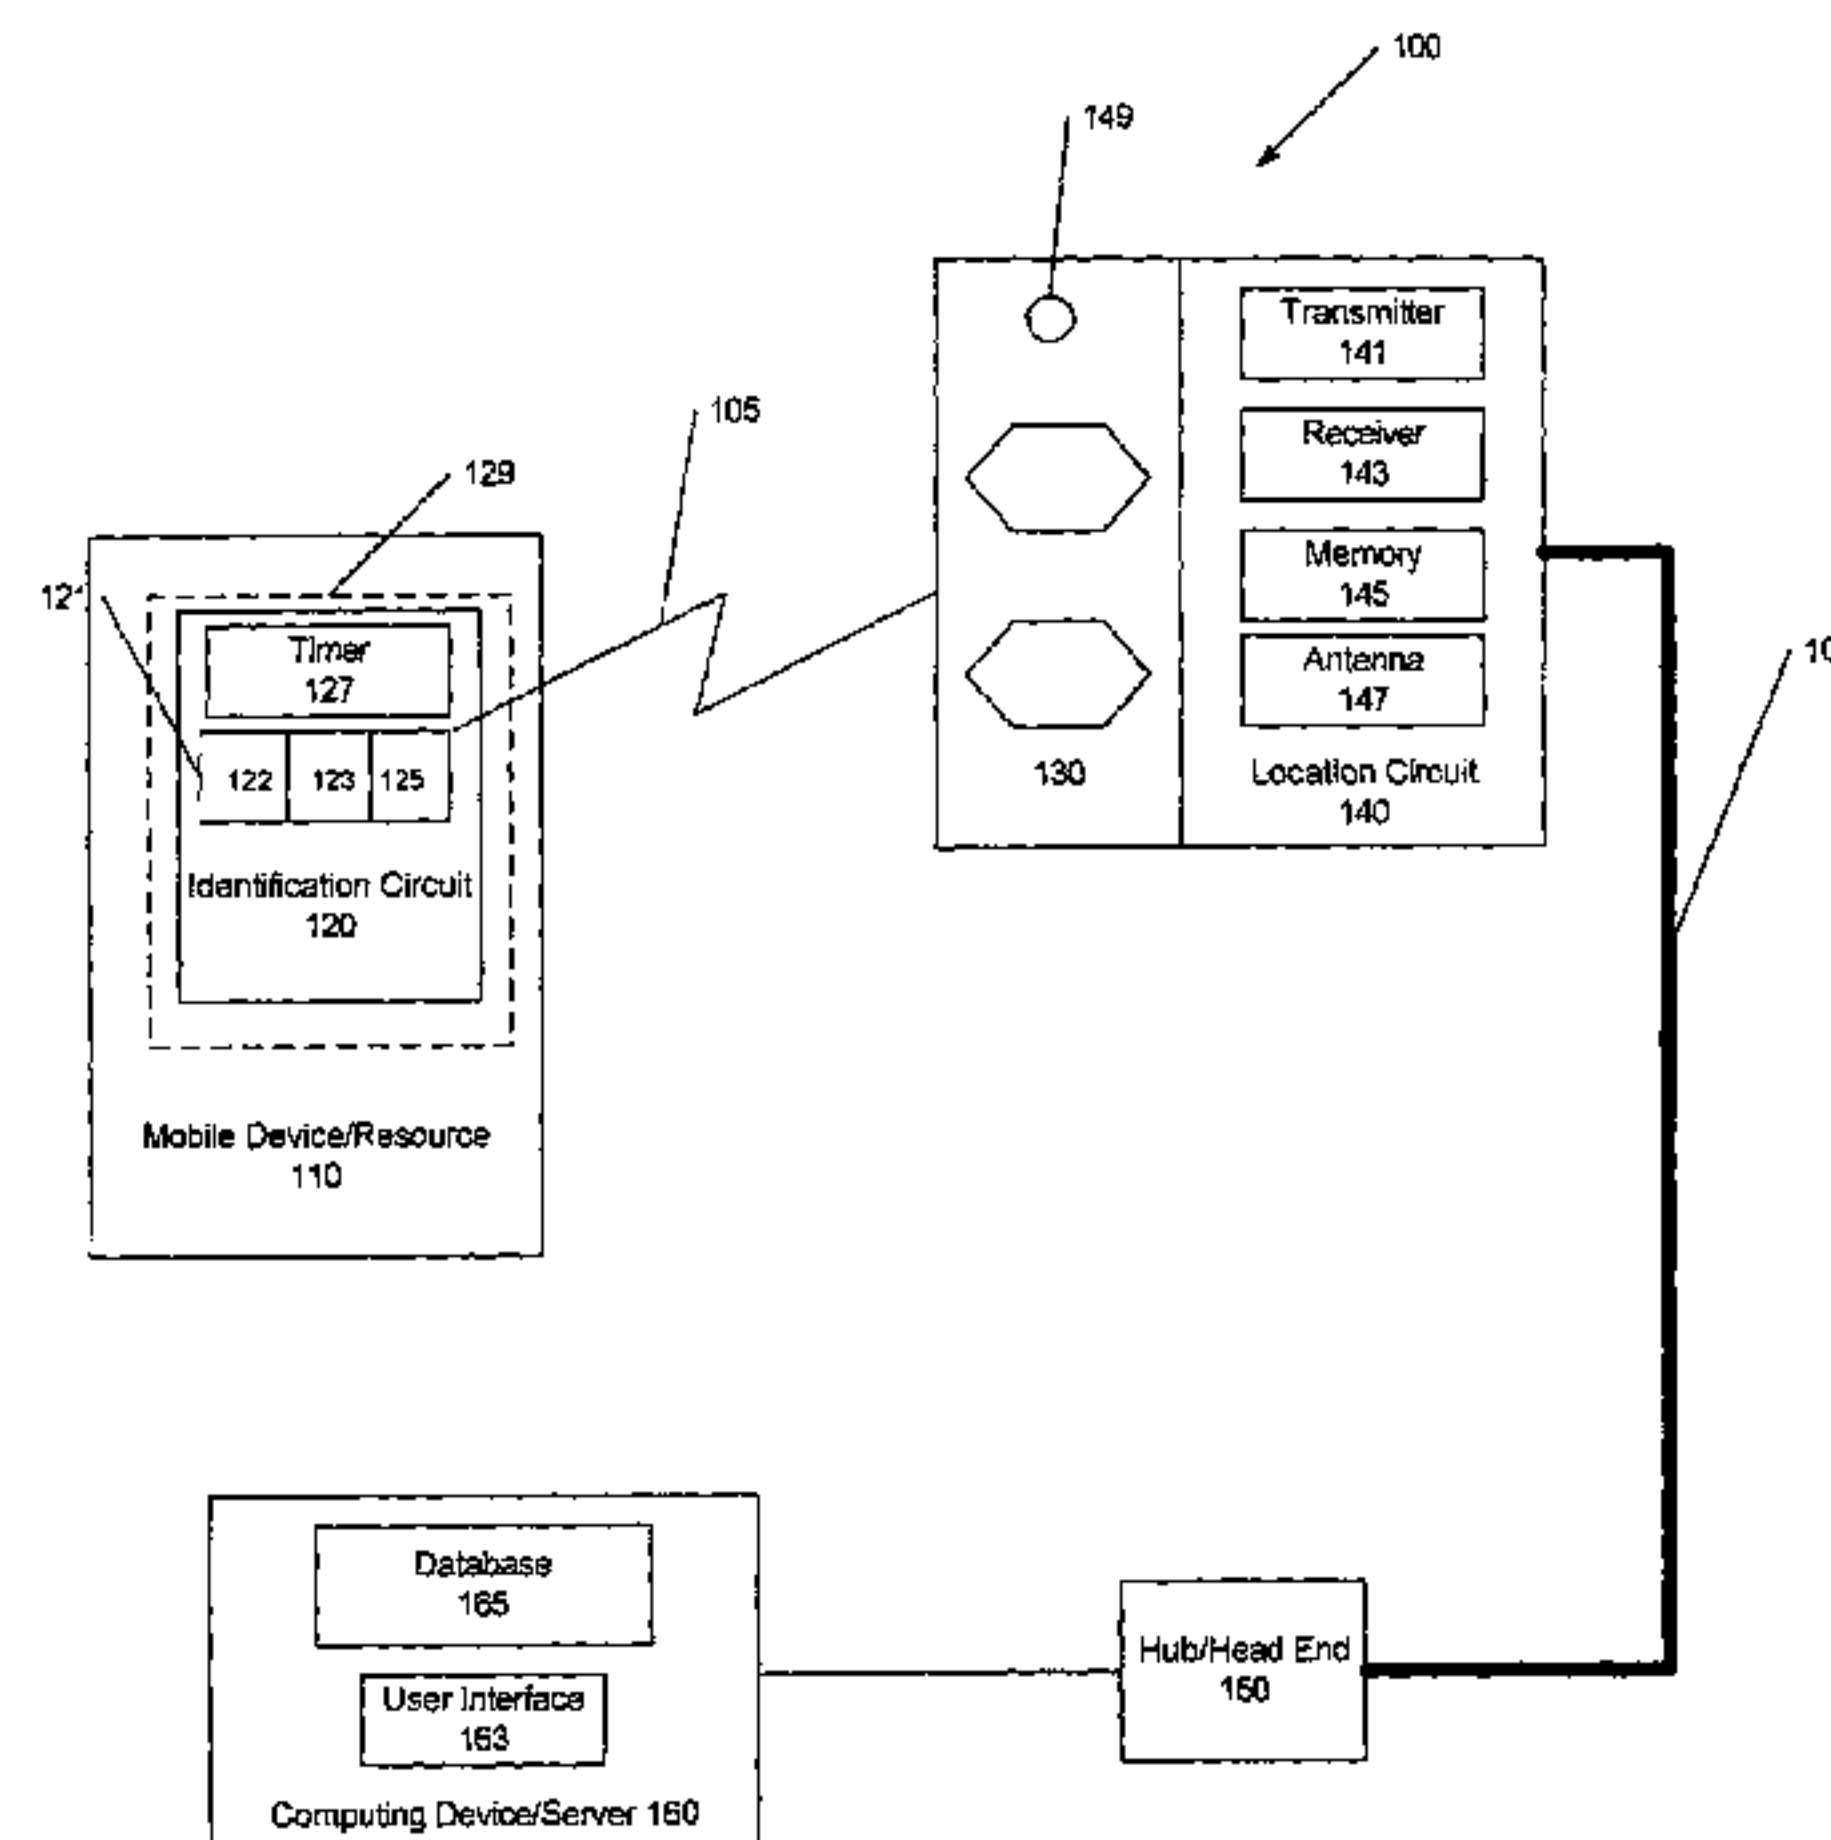 100
149
Transmitter
141
105
Receiver
143
129
Memory
145
121
Timer
127
Antenna
147
122 123 125
130
Location Circuit
140
Identification Circuit
120
Mobile Device/Resource
110
Database
165
Hub/Head End
150
User Interface
163
Computing Device/Server 160